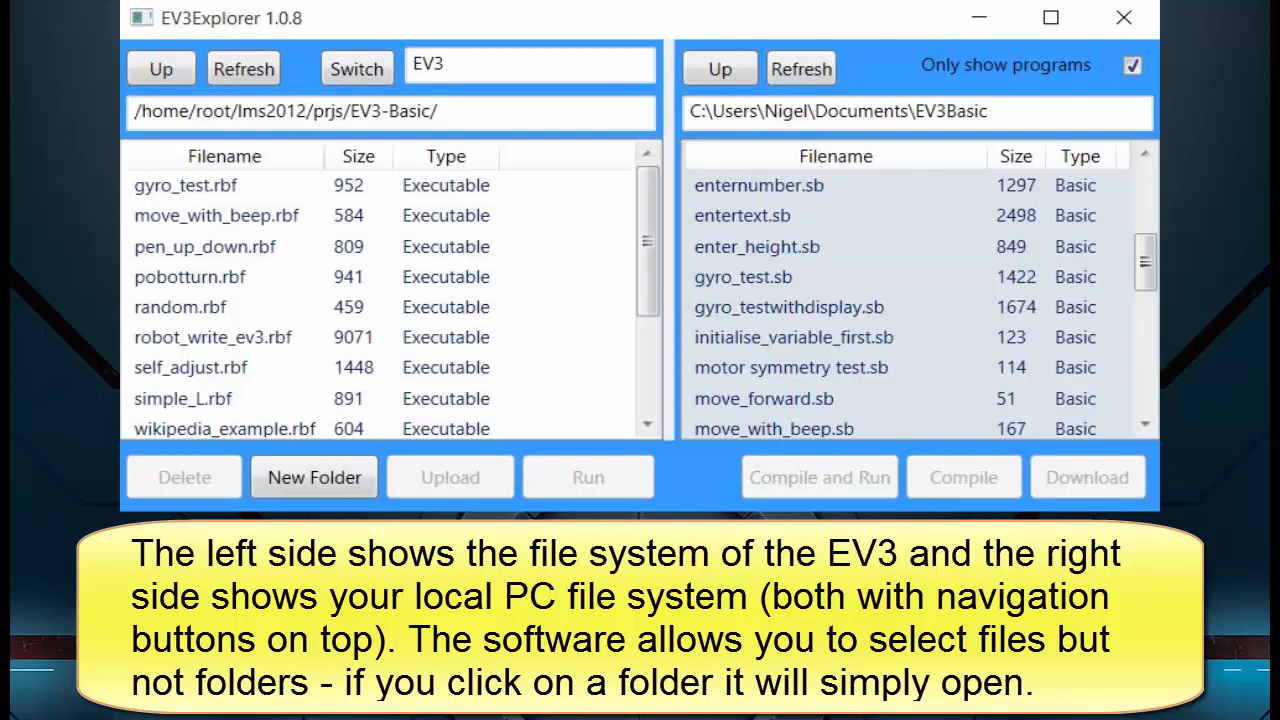 EV3Explorer 1.0.8
Up Refresh Switch EV3
/home/root/lms2012/prjs/EV3-Basic/
Filename Size Type
gyro_test.rbf 952 Executable
move_with_beep.rbf 584 Executable
pen_up_down.rbf 809 Executable
pobotturn.rbf 941 Executable
random.rbf 459 Executable
robot_write_ev3.rbf 9071 Executable
self_adjust.rbf 1448 Executable
simple_L.rbf 891 Executable
wikipedia_example.rbf 604 Executable
Delete New Folder Upload Run
Up Refresh Only show programs
C:\Users\Nigel\Documents\EV3Basic
Filename Size Type
enternumber.sb 1297 Basic
entertext.sb 2498 Basic
enter_height.sb 849 Basic
gyro_test.sb 1422 Basic
gyro_testwithdisplay.sb 1674 Basic
initialise_variable_first.sb 123 Basic
motor symmetry test.sb 114 Basic
move_forward.sb 51 Basic
move_with_beep.sb 167 Basic
Compile and Run Compile Download
The left side shows the file system of the EV3 and the right
side shows your local PC file system (both with navigation
buttons on top). The software allows you to select files but
not folders - if you click on a folder it will simply open.